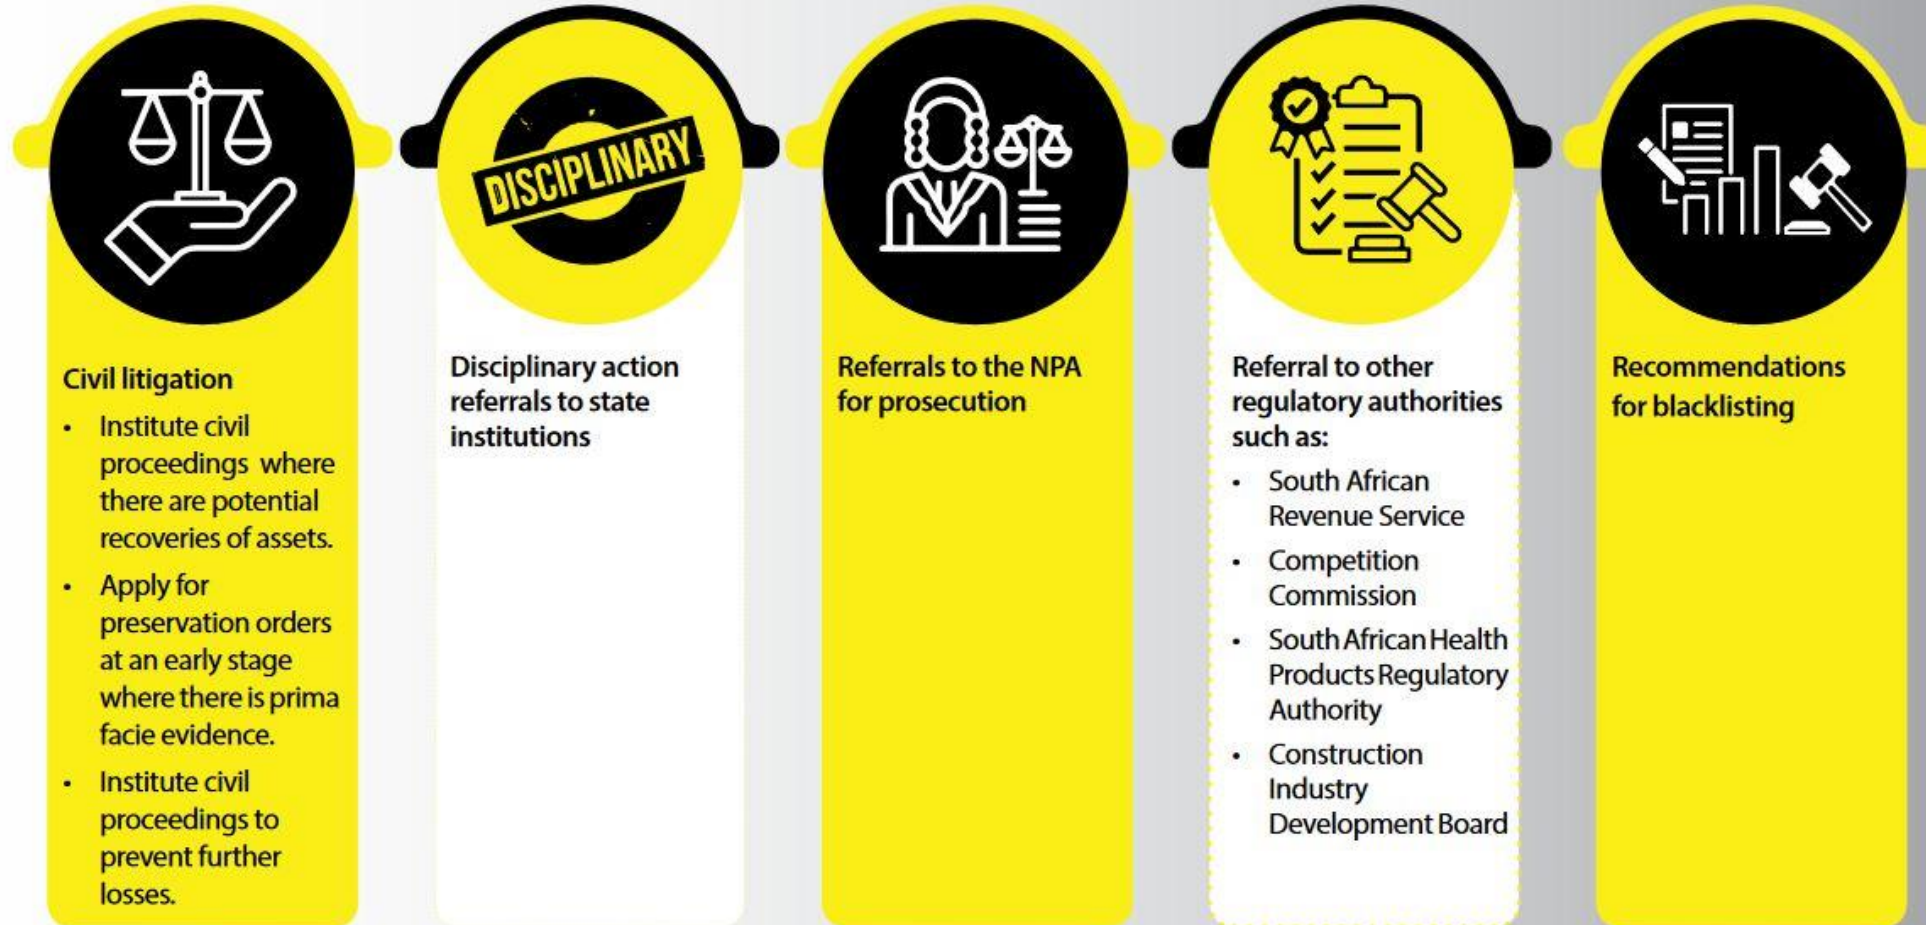 Civil litigation
• Institute civil
proceedings where
there are potential
recoveries of assets.
• Apply for
preservation orders
at an early stage
where there is prima
facie evidence.
• Institute civil
proceedings to
prevent further
losses.
DISCIPLINARY
Disciplinary action
referrals to state
institutions
Referrals to the NPA
for prosecution
Referral to other
regulatory authorities
such as:
• South African
Revenue Service
• Competition
Commission
• South African Health
Products Regulatory
Authority
• Construction
Industry
Development Board
Recommendations
for blacklisting